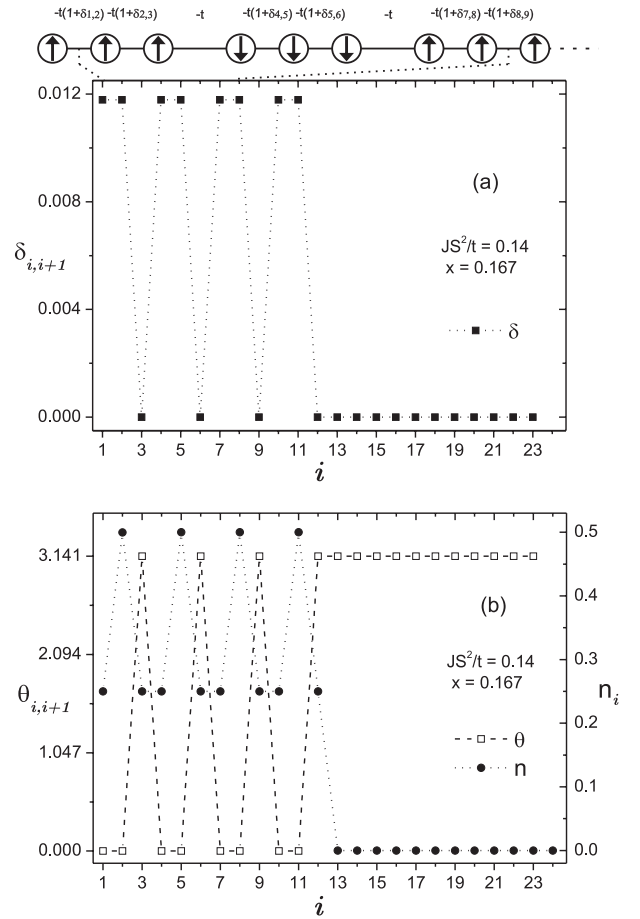 -t(1+δ1,2) -t(1+δ2,3) -t -t(1+δ4,5) -t(1+δ5,6) -t -t(1+δ7,8) -t(1+δ8,9)
0.012
0.008
0.004
0.000
δi,i+1
(a)
JS²/t = 0.14
x = 0.167
δ
1 3 5 7 9 11 13 15 17 19 21 23
i
3.141
2.094
1.047
0.000
θi,i+1
0.5
0.4
0.3
0.2
0.1
0.0
ni
(b)
JS²/t = 0.14
x = 0.167
θ
n
1 3 5 7 9 11 13 15 17 19 21 23
i